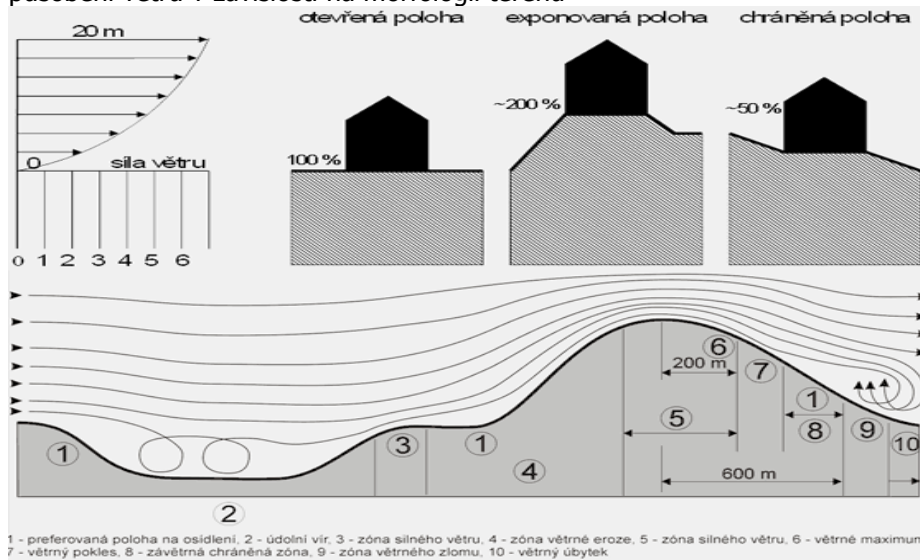 působení větru v závislosti na morfologii terénu
otevřená poloha
exponovaná poloha
chráněná poloha
20 m
0
síla větru
0 1 2 3 4 5 6
100 %
~200 %
~50 %
1
2
3
1
4
5
6
200 m
7
1
8
9
10
600 m
1 - preferovaná poloha na osídlení, 2 - údolní vír, 3 - zóna silného větru, 4 - zóna větrné eroze, 5 - zóna silného větru, 6 - větrné maximum
7 - větrný pokles, 8 - závětrná chráněná zóna, 9 - zóna větrného zlomu, 10 - větrný úbytek